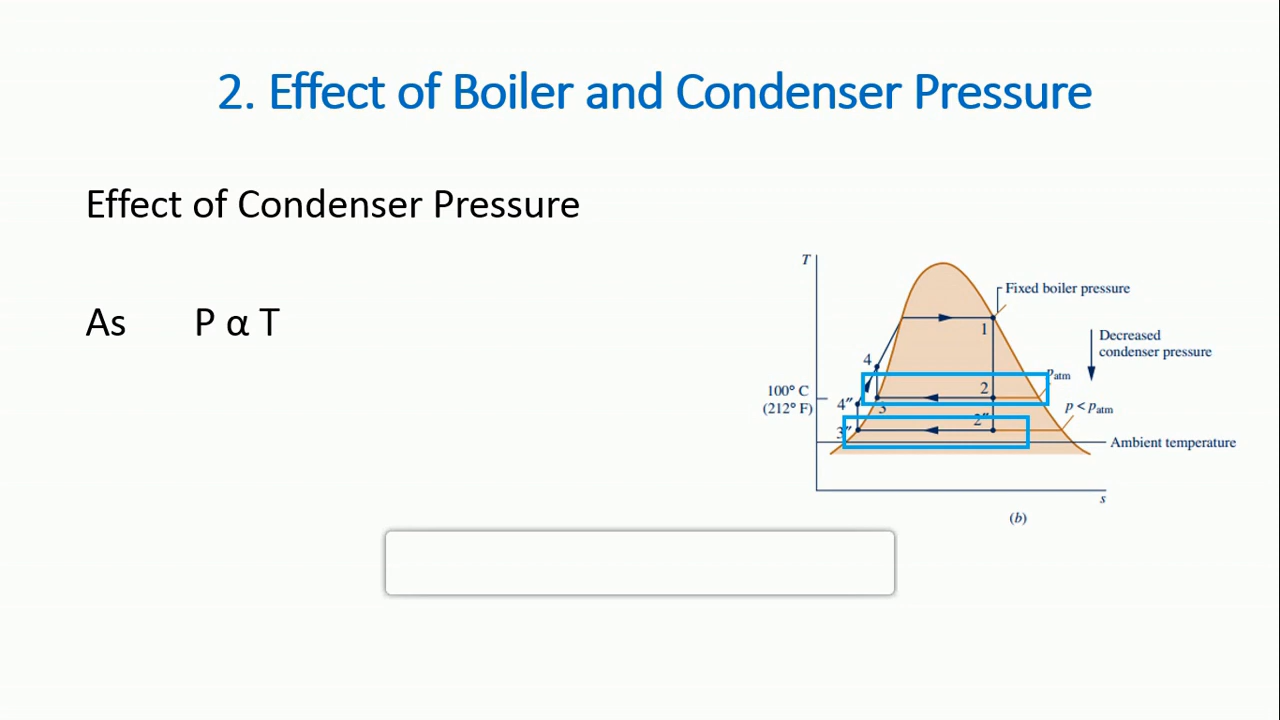 2. Effect of Boiler and Condenser Pressure
Effect of Condenser Pressure
As P α T
T
Fixed boiler pressure
1
Decreased
condenser pressure
4
100° C
(212° F)
2
Patm
4″
3
p < patm
2″
3″
Ambient temperature
s
(b)